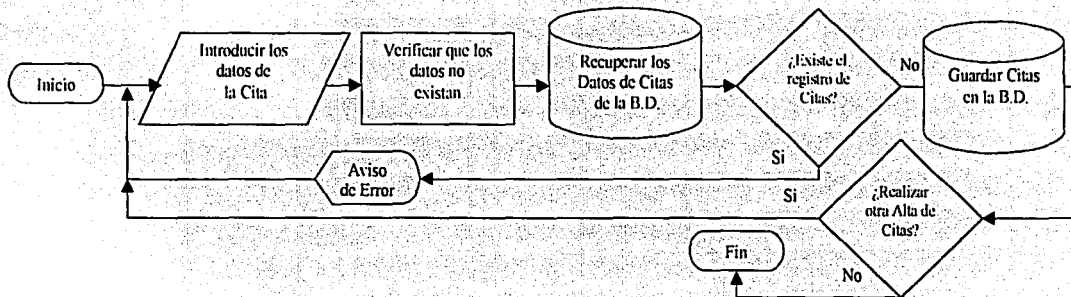 Inicio
Introducir los
datos de
la Cita
Verificar que los
datos no
existan
Recuperar los
Datos de Citas
de la B.D.
¿Existe el
registro de
Citas?
No
Guardar Citas
en la B.D.
Si
Aviso
de Error
Si
¿Realizar
otra Alta de
Citas?
No
Fin